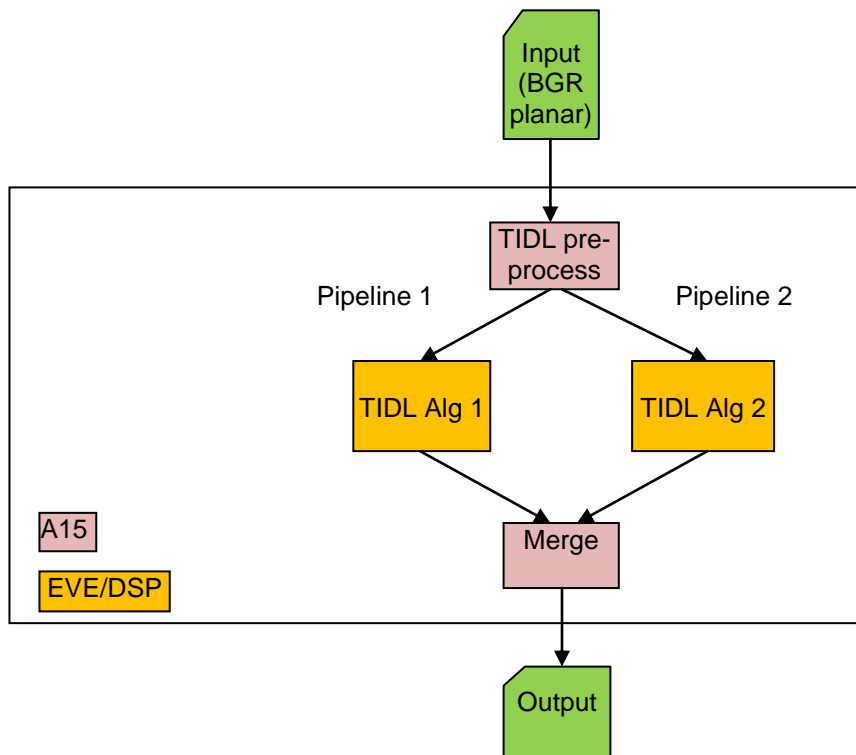 Input
(BGR
planar)
TIDL pre-
process
Pipeline 1
Pipeline 2
TIDL Alg 1
TIDL Alg 2
A15
Merge
EVE/DSP
Output